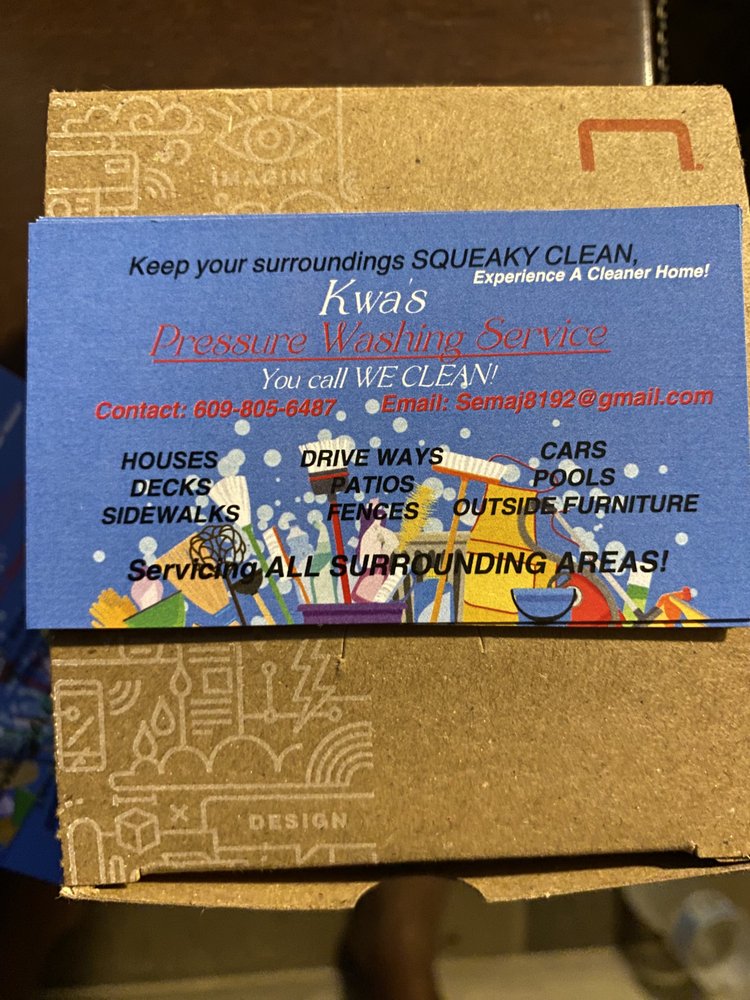 IMAGINE
Keep your surroundings SQUEAKY CLEAN,
Experience A Cleaner Home!
Kwa's
Pressure Washing Service
You call WE CLEAN!
Contact: 609-805-6487 Email: Semaj8192@gmail.com
HOUSES DRIVE WAYS CARS
DECKS PATIOS POOLS
SIDEWALKS FENCES OUTSIDE FURNITURE
Servicing ALL SURROUNDING AREAS!
DESIGN